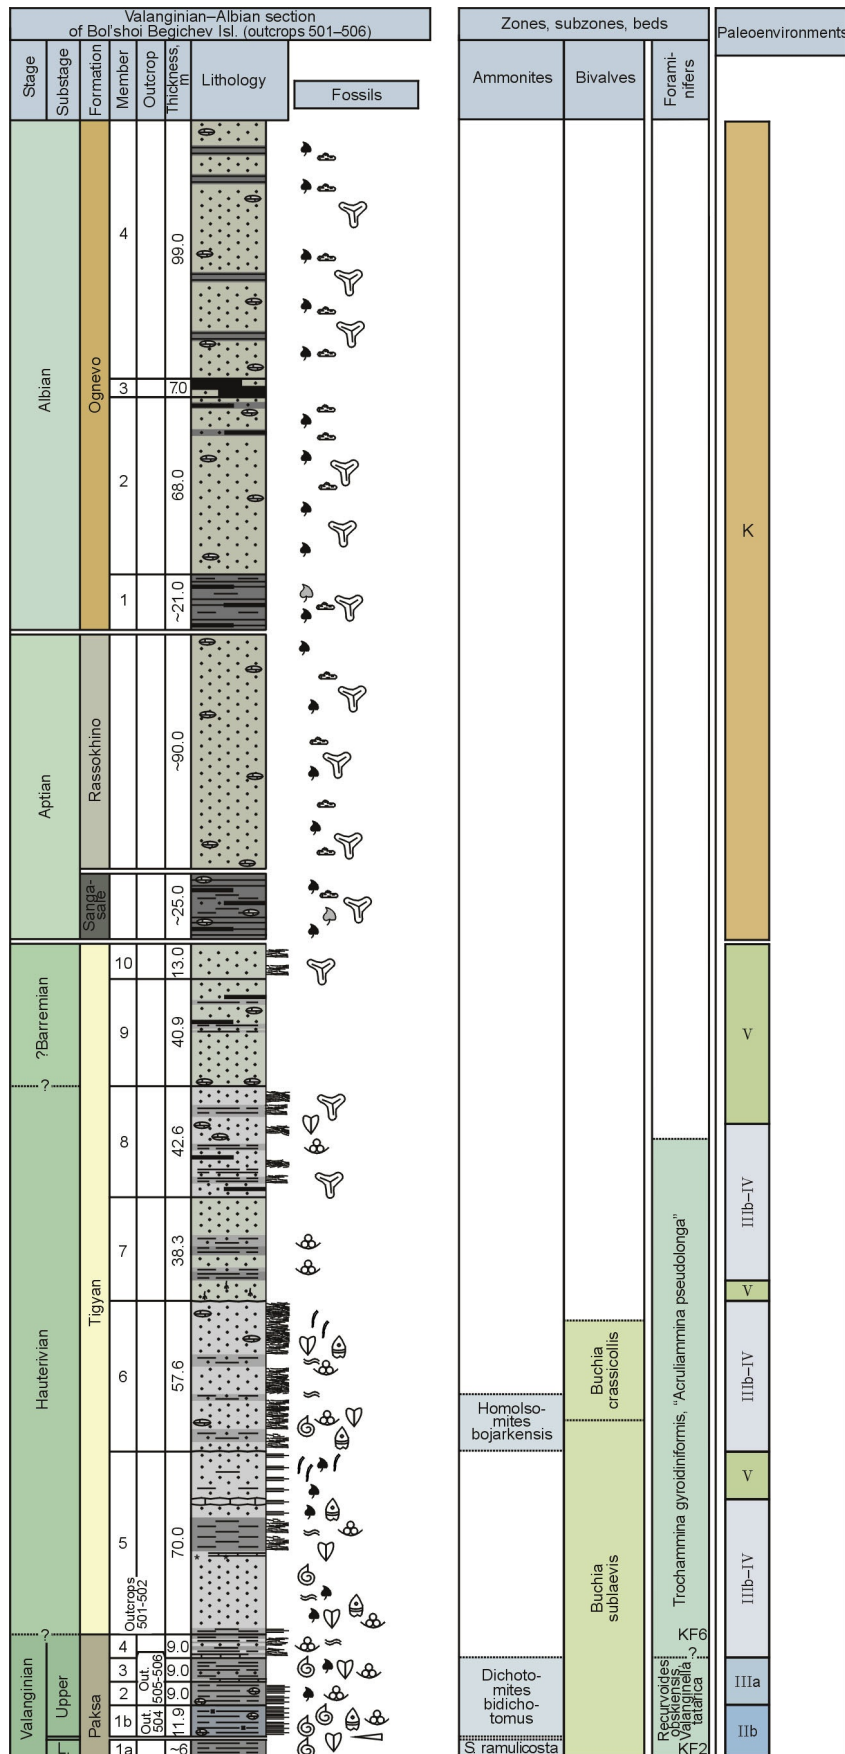 Valanginian–Albian section
of Bol'shoi Begichev Isl. (outcrops 501–506)
Zones, subzones, beds
Paleoenvironments
Stage
Substage
Formation
Member
Outcrop
Thickness, m
Lithology
Fossils
Ammonites
Bivalves
Forami-
nifers
Albian
Ognevo
4
99.0
3
7.0
2
68.0
1
~21.0
K
Aptian
Rassokhino
~90.0
Sanga-
sale
~25.0
?Barremian
Tigyan
10
13.0
9
40.9
V
?
Hauterivian
8
42.6
IIIb–IV
7
38.3
V
6
57.6
IIIb–IV
Buchia
crassicollis
Homolso-
mites
bojarkensis
V
5
70.0
Outcrops
501-502
IIIb–IV
Buchia
sublaevis
Trochammina gyroidiniformis, "Acruliammina pseudolonga"
KF6
?
?
Valanginian
Upper
Paksa
4
9.0
3
9.0
Out.
505-506
2
9.0
1b
Out.
504
11.9
1a
~6
Dichoto-
mites
bidicho-
tomus
S. ramulicosta
Recurvoides
obskiensis,
Valanginella
tatarica
KF2
IIIa
IIb